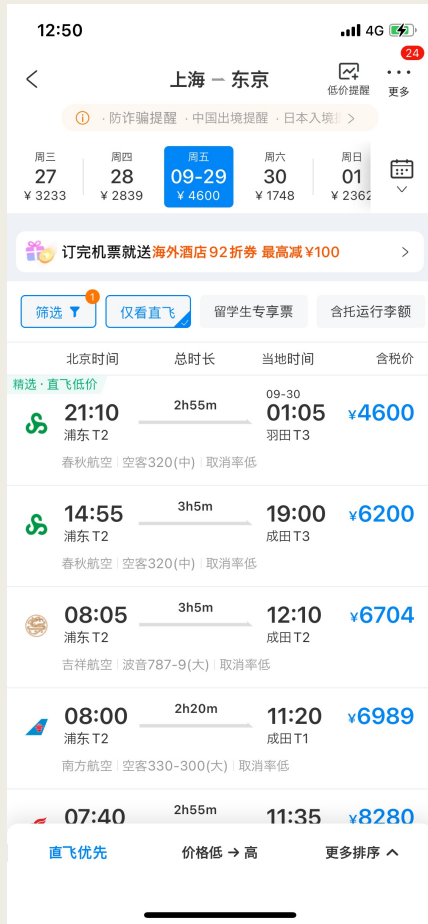 12:50
4G
24
上海 — 东京
低价提醒
更多
· 防诈骗提醒 · 中国出境提醒 · 日本入境
周三 周四 周五 周六 周日
27 28 09-29 30 01
¥ 3233 ¥ 2839 ¥ 4600 ¥ 1748 ¥ 2362
订完机票就送海外酒店92折券 最高减¥100
1
筛选 仅看直飞 留学生专享票 含托运行李额
北京时间 总时长 当地时间 含税价
精选 · 直飞低价
09-30
21:10 2h55m 01:05 ¥4600
浦东T2 羽田T3
春秋航空 空客320(中) 取消率低
14:55 3h5m 19:00 ¥6200
浦东T2 成田T3
春秋航空 空客320(中) 取消率低
08:05 3h5m 12:10 ¥6704
浦东T2 成田T2
吉祥航空 波音787-9(大) 取消率低
08:00 2h20m 11:20 ¥6989
浦东T2 成田T1
南方航空 空客330-300(大) 取消率低
07:40 2h55m 11:35 ¥8280
直飞优先 价格低 → 高 更多排序